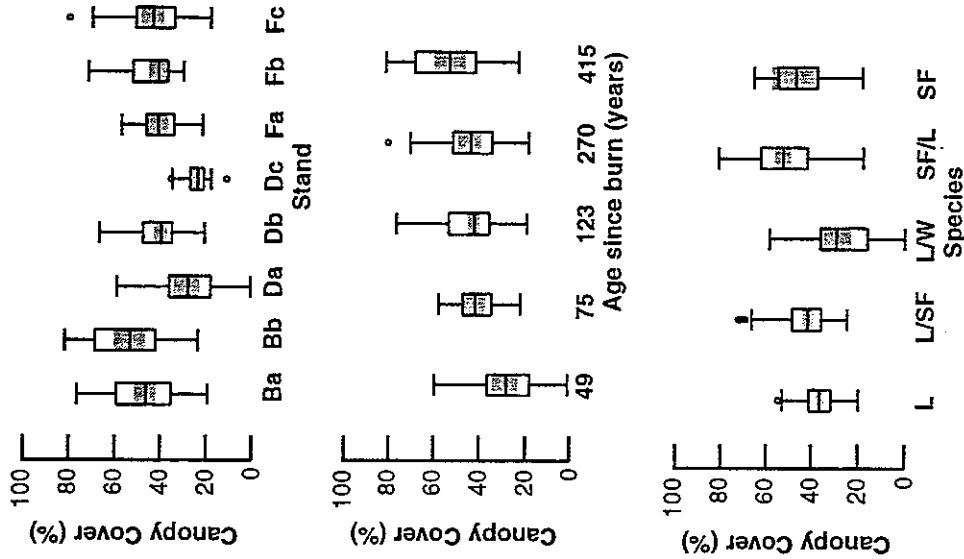 Canopy Cover (%)
100
80
60
40
20
0
Ba Bb Da Db Dc Fa Fb Fc
Stand
Canopy Cover (%)
100
80
60
40
20
0
49 75 123 270 415
Age since burn (years)
Canopy Cover (%)
100
80
60
40
20
0
L L/SF L/W SF/L SF
Species